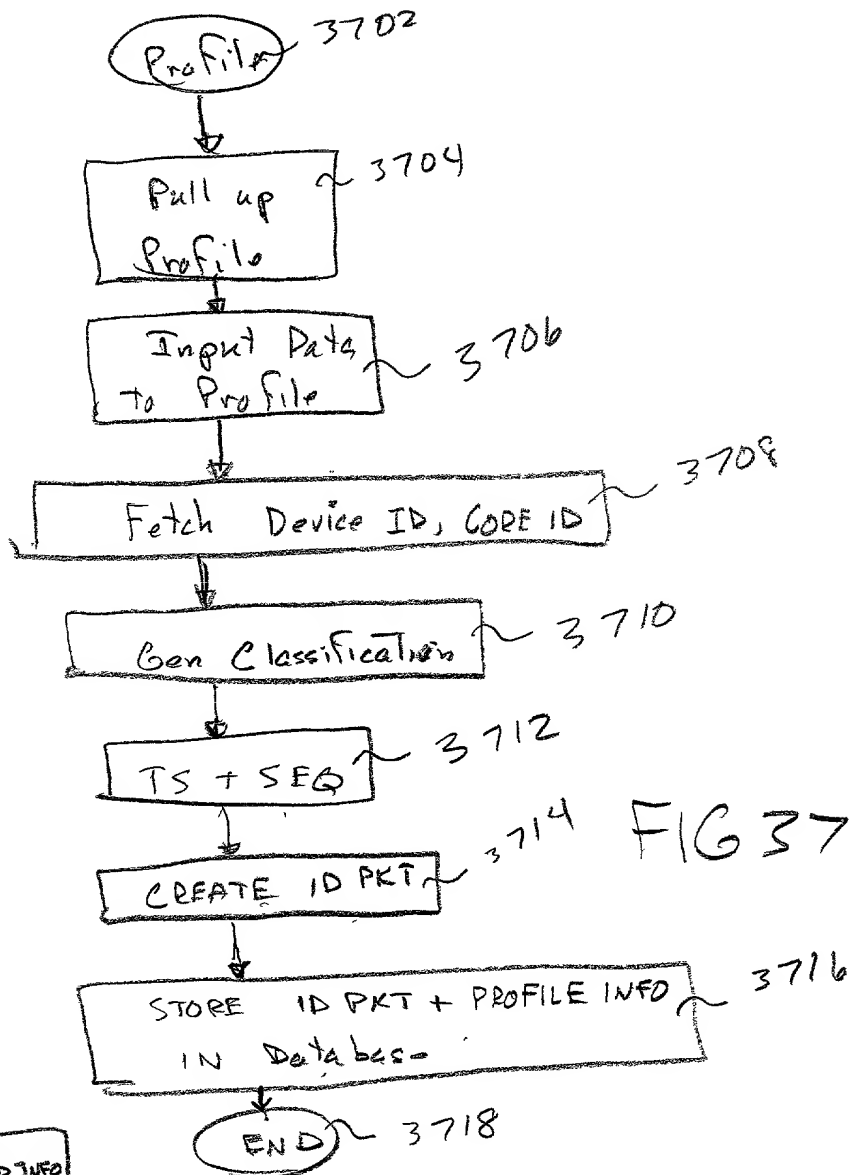 Profile 3702
Pull up 3704
Profile
Input Data 3706
to Profile
Fetch Device ID, CODE ID 3708
Gen Classification 3710
TS + SEQ 3712
CREATE ID PKT 3714
FIG 37
STORE ID PKT + PROFILE INFO 3716
IN Database
END 3718
INFO